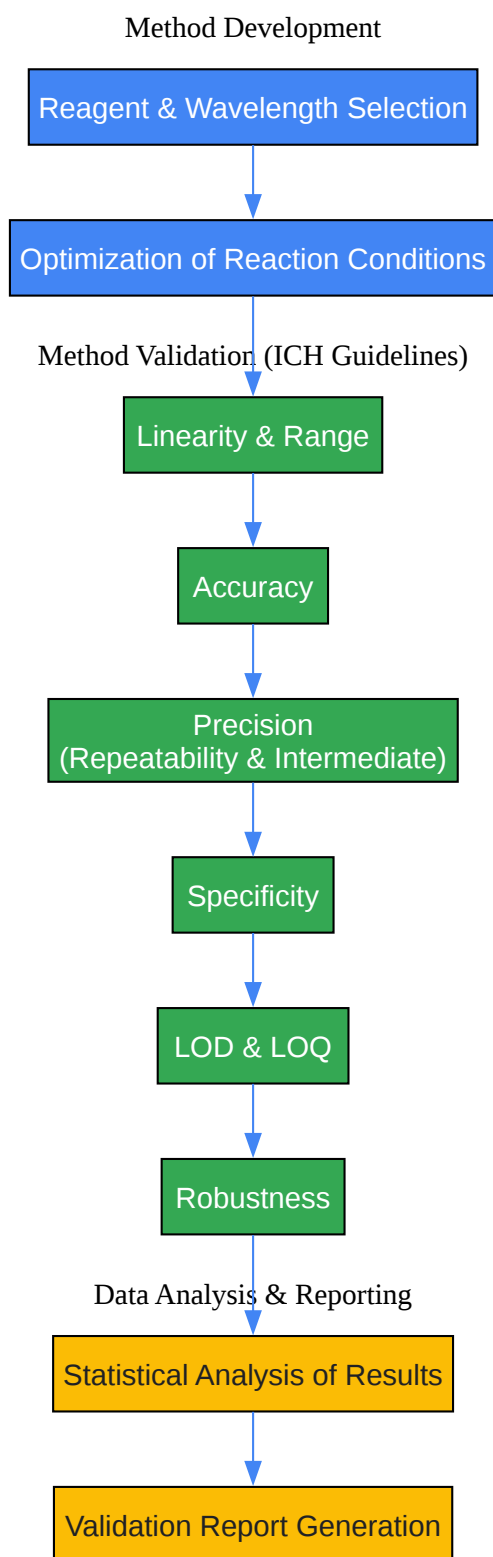 Method Development
Reagent & Wavelength Selection
Optimization of Reaction Conditions
Method Validation (ICH Guidelines)
Linearity & Range
Accuracy
Precision
(Repeatability & Intermediate)
Specificity
LOD & LOQ
Robustness
Data Analysis & Reporting
Statistical Analysis of Results
Validation Report Generation